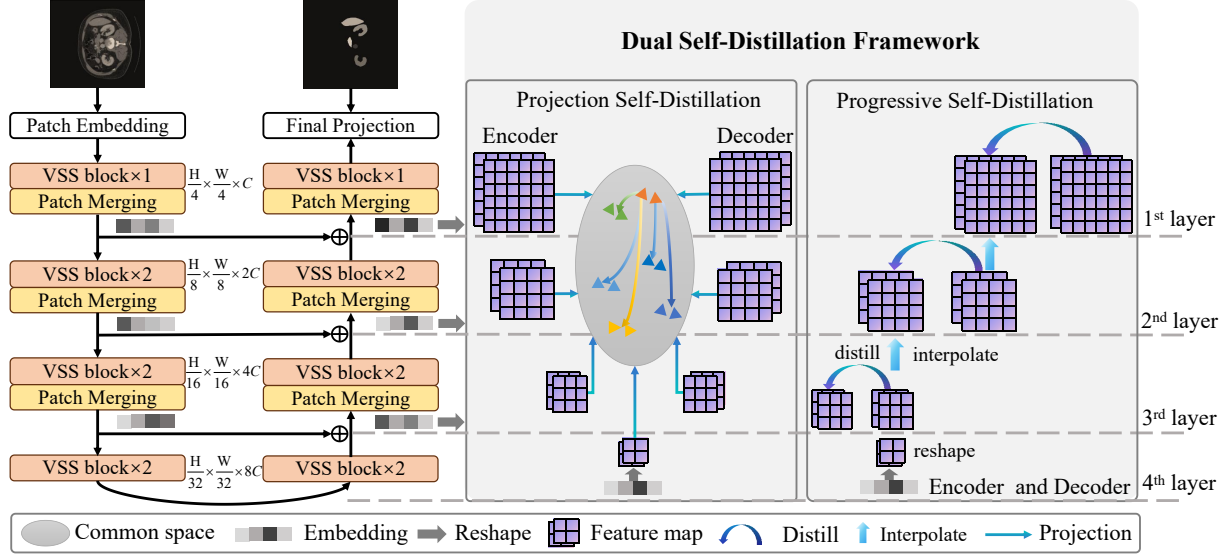 Dual Self-Distillation Framework
Patch Embedding
Final Projection
VSS block×1
Patch Merging
H/4 × W/4 × C
VSS block×1
Patch Merging
VSS block×2
Patch Merging
H/8 × W/8 × 2C
VSS block×2
Patch Merging
VSS block×2
Patch Merging
H/16 × W/16 × 4C
VSS block×2
Patch Merging
VSS block×2
H/32 × W/32 × 8C
VSS block×2
Projection Self-Distillation
Encoder
Decoder
Progressive Self-Distillation
distill
interpolate
reshape
Encoder and Decoder
1st layer
2nd layer
3rd layer
4th layer
Common space
Embedding
Reshape
Feature map
Distill
Interpolate
Projection